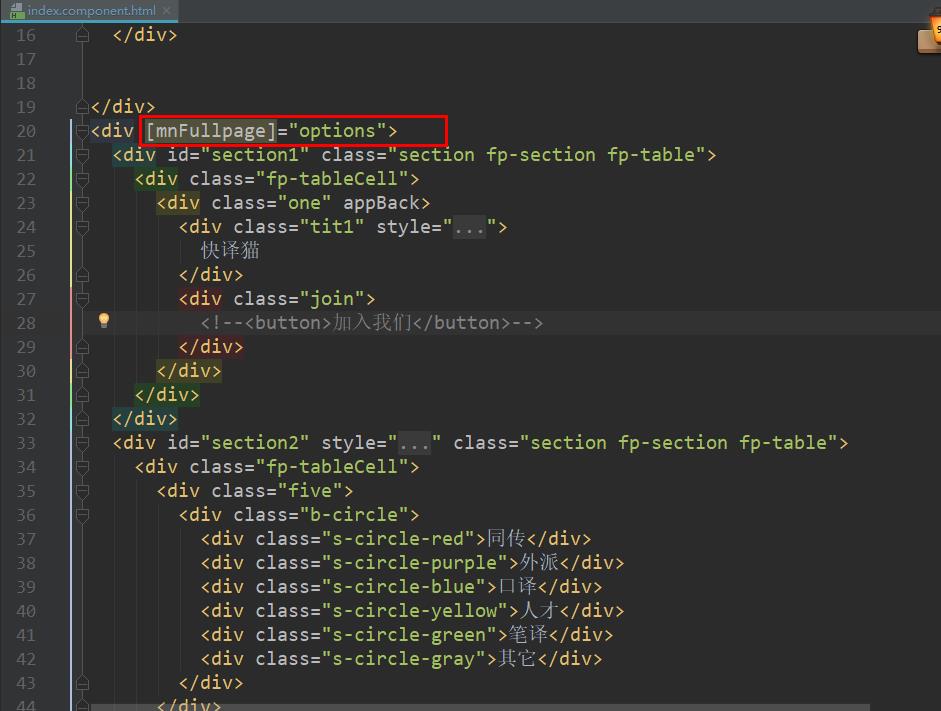 index.component.html
16 </div>
17
18
19 </div>
20 <div [mnFullpage]="options">
21 <div id="section1" class="section fp-section fp-table">
22 <div class="fp-tableCell">
23 <div class="one" appBack>
24 <div class="tit1" style="...">
25 快译猫
26 </div>
27 <div class="join">
28 <!--<button>加入我们</button>-->
29 </div>
30 </div>
31 </div>
32 </div>
33 <div id="section2" style="..." class="section fp-section fp-table">
34 <div class="fp-tableCell">
35 <div class="five">
36 <div class="b-circle">
37 <div class="s-circle-red">同传</div>
38 <div class="s-circle-purple">外派</div>
39 <div class="s-circle-blue">口译</div>
40 <div class="s-circle-yellow">人才</div>
41 <div class="s-circle-green">笔译</div>
42 <div class="s-circle-gray">其它</div>
43 </div>
44 </div>